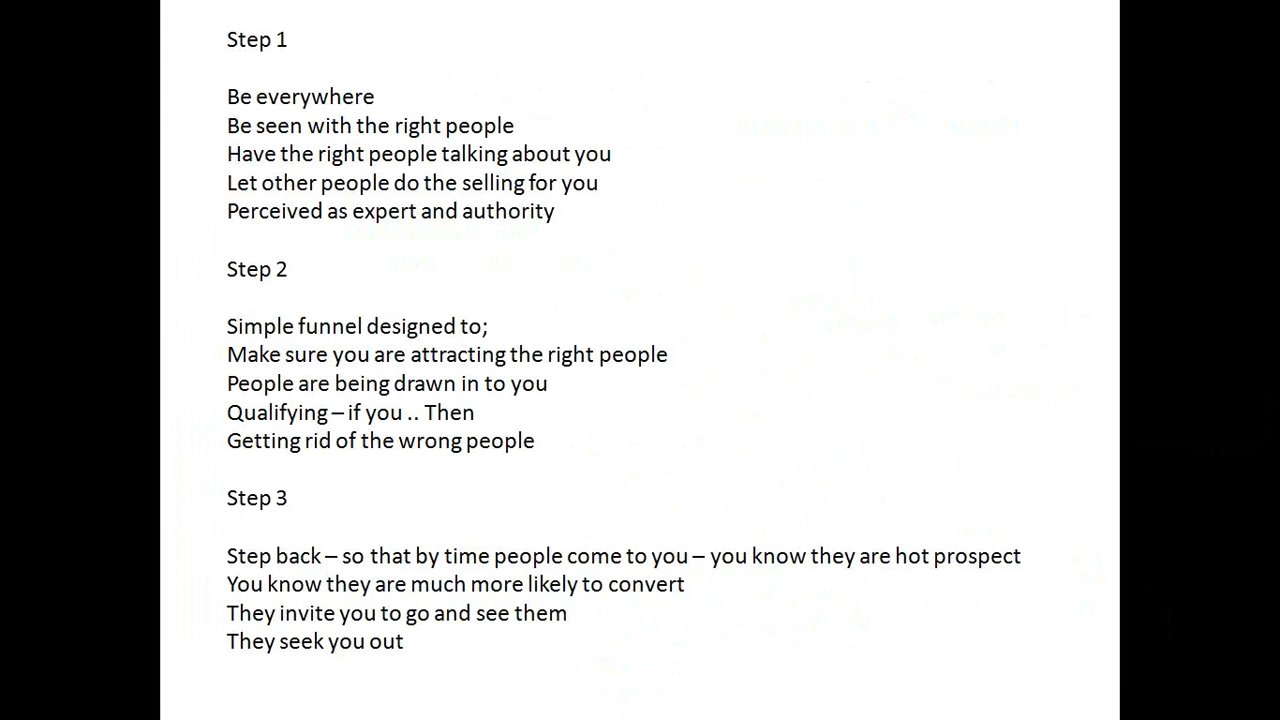 Step 1
Be everywhere
Be seen with the right people
Have the right people talking about you
Let other people do the selling for you
Perceived as expert and authority
Step 2
Simple funnel designed to;
Make sure you are attracting the right people
People are being drawn in to you
Qualifying – if you .. Then
Getting rid of the wrong people
Step 3
Step back – so that by time people come to you – you know they are hot prospect
You know they are much more likely to convert
They invite you to go and see them
They seek you out